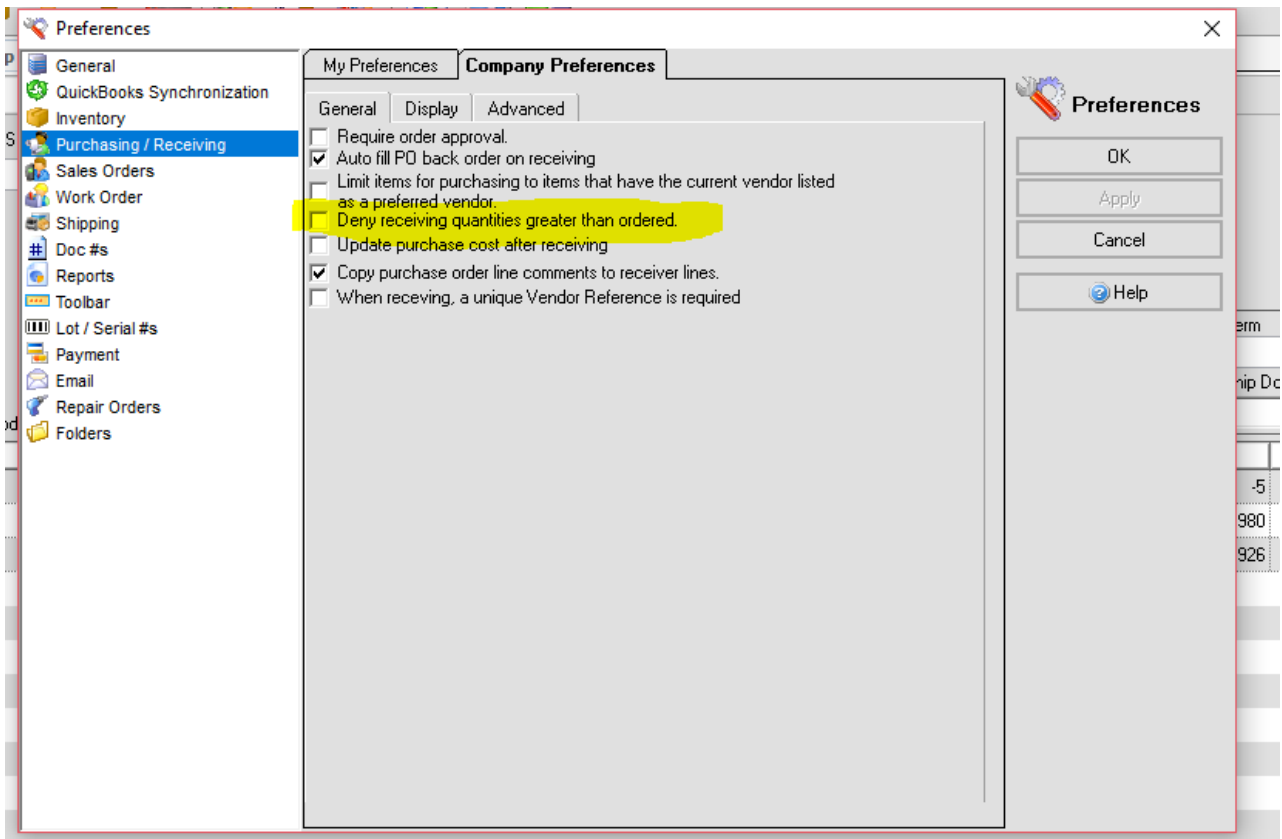 Preferences
General
QuickBooks Synchronization
Inventory
Purchasing / Receiving
Sales Orders
Work Order
Shipping
Doc #s
Reports
Toolbar
Lot / Serial #s
Payment
Email
Repair Orders
Folders
My Preferences Company Preferences
General Display Advanced
Require order approval.
Auto fill PO back order on receiving
Limit items for purchasing to items that have the current vendor listed
as a preferred vendor.
Deny receiving quantities greater than ordered.
Update purchase cost after receiving
Copy purchase order line comments to receiver lines.
When receving, a unique Vendor Reference is required
Preferences
OK
Apply
Cancel
Help
-5
980
926